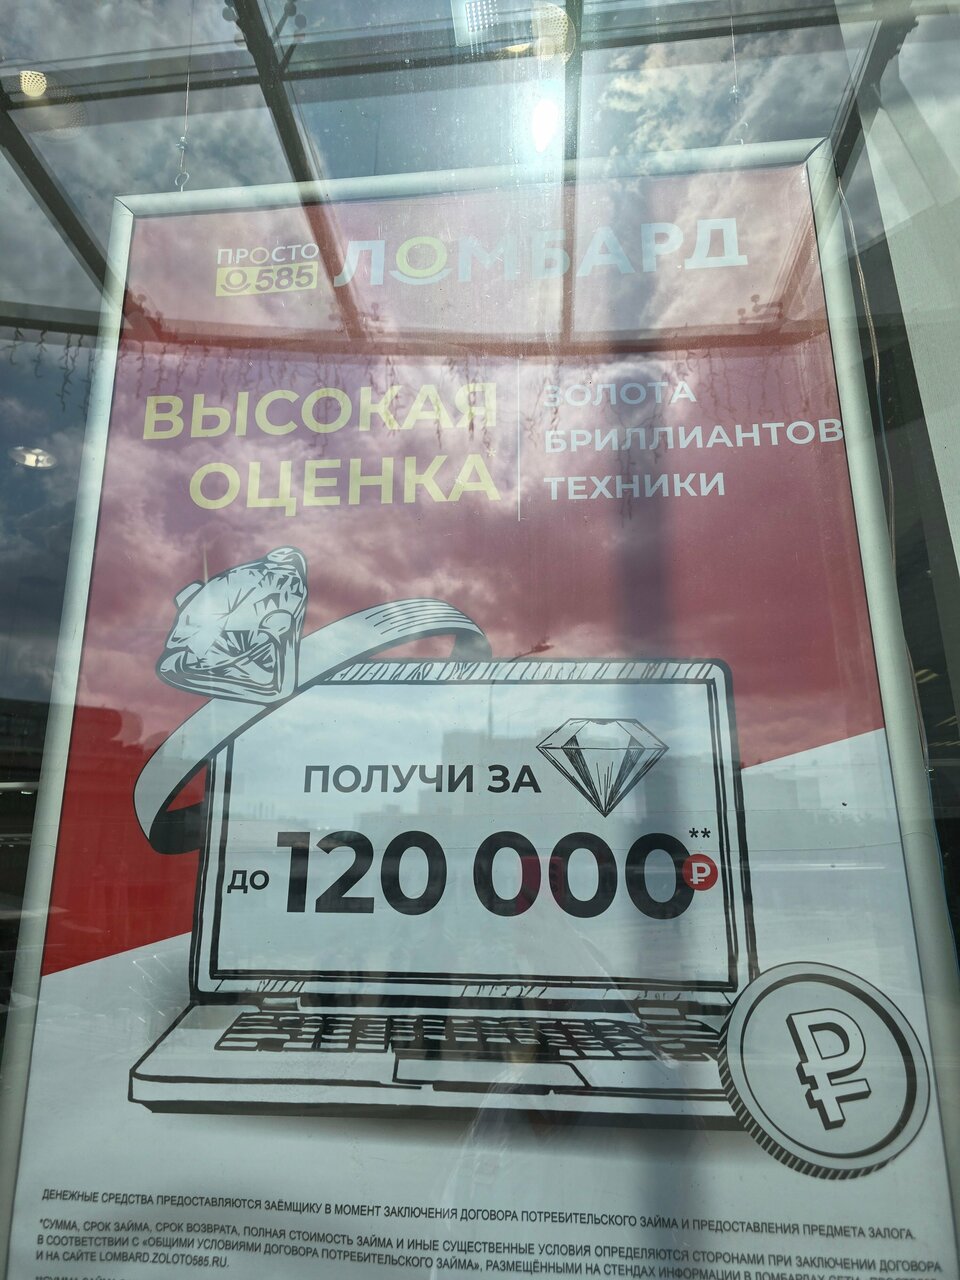 ПРОСТО
585
ЛОМБАРД
ВЫСОКАЯ
ОЦЕНКА*
ЗОЛОТА
БРИЛЛИАНТОВ
ТЕХНИКИ
ПОЛУЧИ ЗА
ДО 120 000** ₽
₽
ДЕНЕЖНЫЕ СРЕДСТВА ПРЕДОСТАВЛЯЮТСЯ ЗАЁМЩИКУ В МОМЕНТ ЗАКЛЮЧЕНИЯ ДОГОВОРА ПОТРЕБИТЕЛЬСКОГО ЗАЙМА И ПРЕДОСТАВЛЕНИЯ ПРЕДМЕТА ЗАЛОГА.
*СУММА, СРОК ЗАЙМА, СРОК ВОЗВРАТА, ПОЛНАЯ СТОИМОСТЬ ЗАЙМА И ИНЫЕ СУЩЕСТВЕННЫЕ УСЛОВИЯ ОПРЕДЕЛЯЮТСЯ СТОРОНАМИ ПРИ ЗАКЛЮЧЕНИИ ДОГОВОРА
В СООТВЕТСТВИИ С «ОБЩИМИ УСЛОВИЯМИ ДОГОВОРА ПОТРЕБИТЕЛЬСКОГО ЗАЙМА», РАЗМЕЩЁННЫМИ НА СТЕНДАХ ИНФОРМАЦИИ В
И НА САЙТЕ LOMBARD.ZOLOTO585.RU.